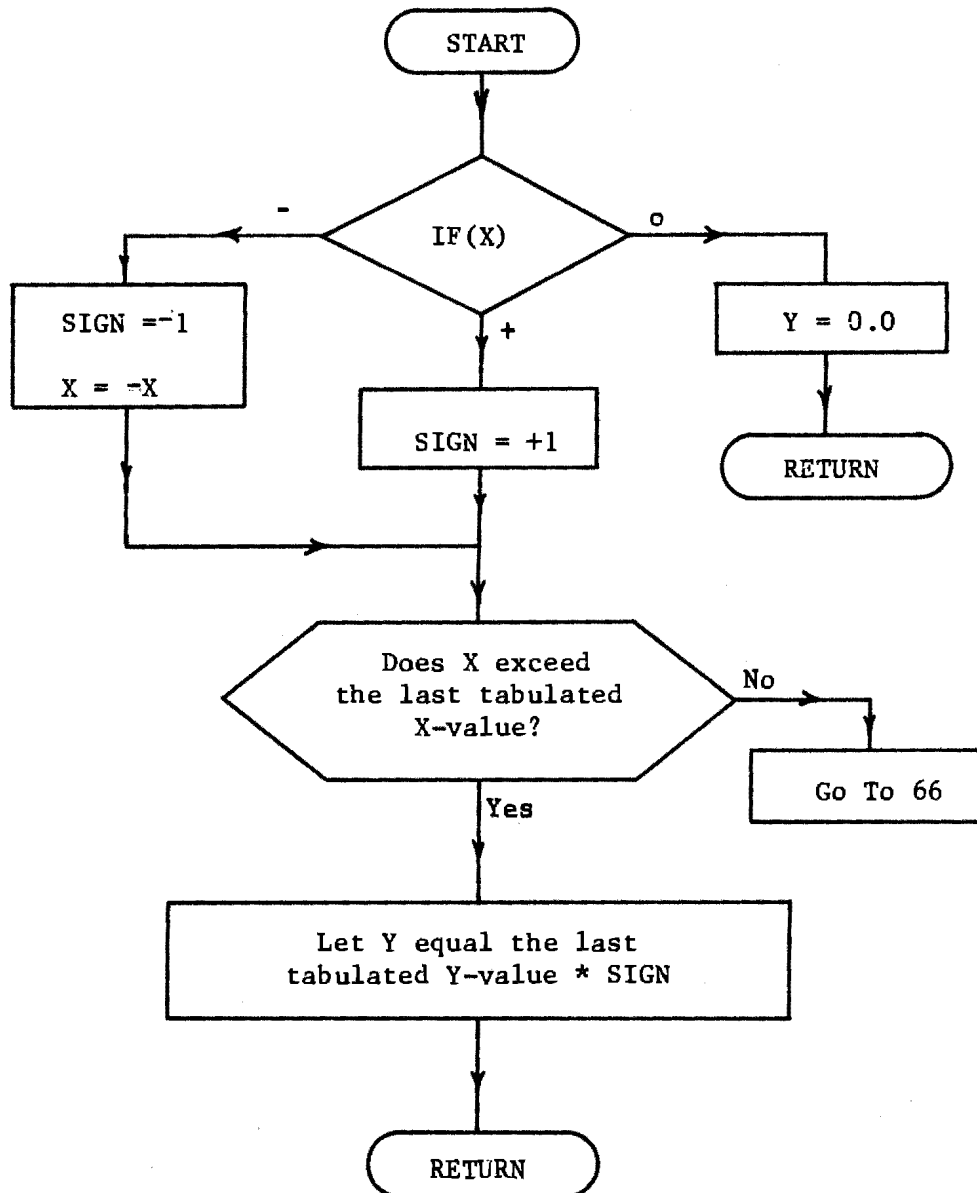 START
IF(X)
-
o
+
SIGN =-1
X = -X
Y = 0.0
SIGN = +1
RETURN
Does X exceed
the last tabulated
X-value?
No
Go To 66
Yes
Let Y equal the last
tabulated Y-value * SIGN
RETURN